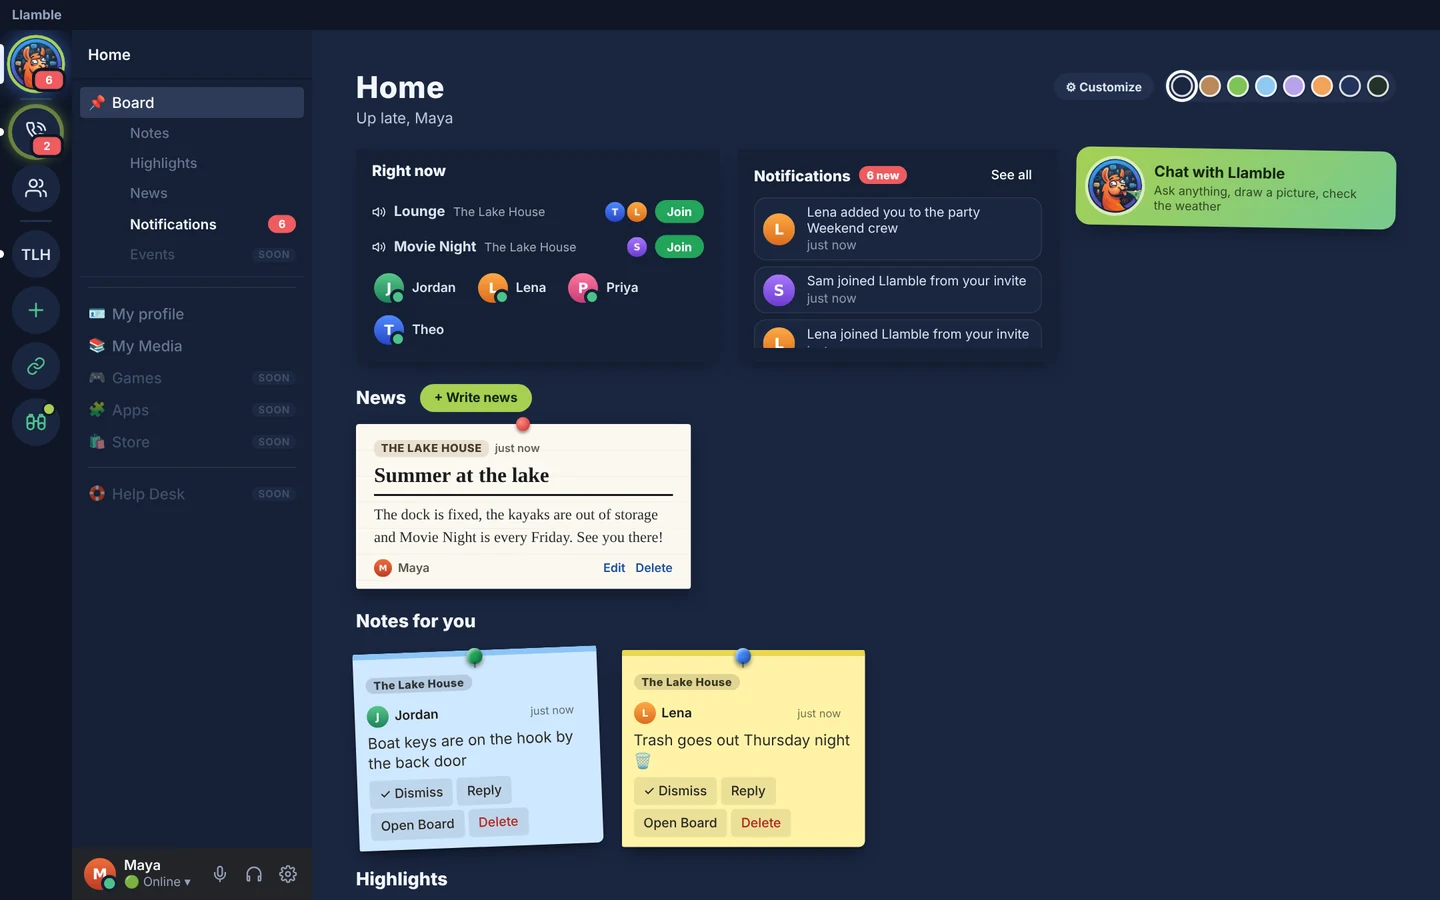 Llamble
6
2
TLH
Home
📌 Board
Notes
Highlights
News
Notifications 6
Events SOON
🪪 My profile
📚 My Media
🎮 Games SOON
🧩 Apps SOON
🛍️ Store SOON
🛟 Help Desk SOON
M Maya
🟢 Online ▾
Home
Up late, Maya
⚙ Customize
Right now
Lounge The Lake House T L Join
Movie Night The Lake House S Join
J Jordan L Lena P Priya
T Theo
Notifications 6 new See all
L Lena added you to the party
Weekend crew
just now
S Sam joined Llamble from your invite
just now
L Lena joined Llamble from your invite
Chat with Llamble
Ask anything, draw a picture, check
the weather
News + Write news
THE LAKE HOUSE just now
Summer at the lake
The dock is fixed, the kayaks are out of storage
and Movie Night is every Friday. See you there!
M Maya Edit Delete
Notes for you
The Lake House
J Jordan just now
Boat keys are on the hook by
the back door
✓ Dismiss Reply
Open Board Delete
The Lake House
L Lena just now
Trash goes out Thursday night
🗑️
✓ Dismiss Reply
Open Board Delete
Highlights